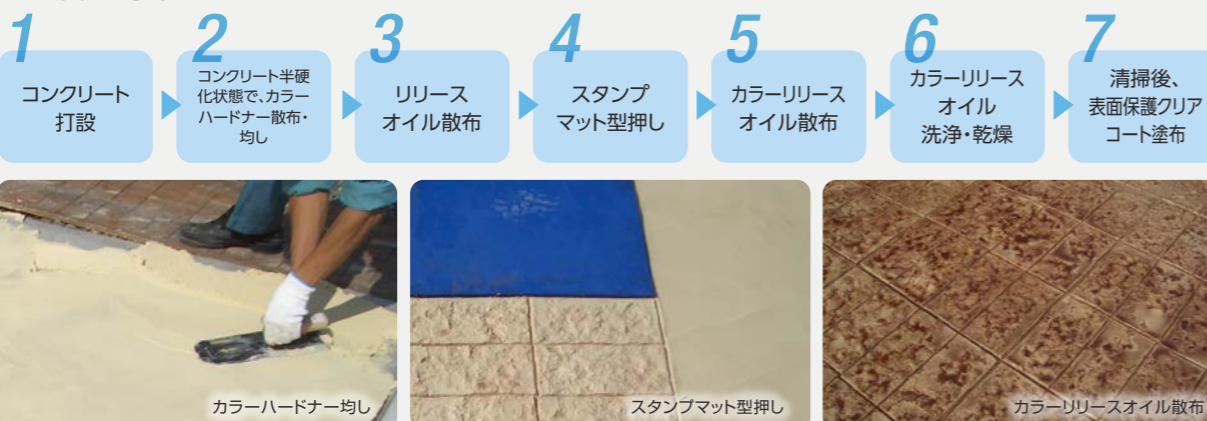 1
コンクリート
打設
2
コンクリート半硬
化状態で、カラー
ハードナー散布・
均し
3
リリース
オイル散布
4
スタンプ
マット型押し
5
カラーリリース
オイル散布
6
カラーリリース
オイル
洗浄・乾燥
7
清掃後、
表面保護クリア
コート塗布
カラーハードナー均し
スタンプマット型押し
カラーリリースオイル散布